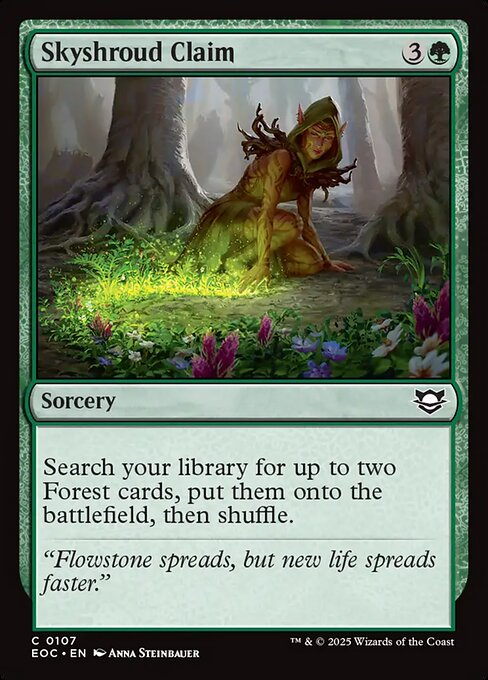 Skyshroud Claim 3
Sorcery
Search your library for up to two
Forest cards, put them onto the
battlefield, then shuffle.
“Flowstone spreads, but new life spreads
faster.”
C 0107
EOC • EN Anna Steinbauer
™ & © 2025 Wizards of the Coast